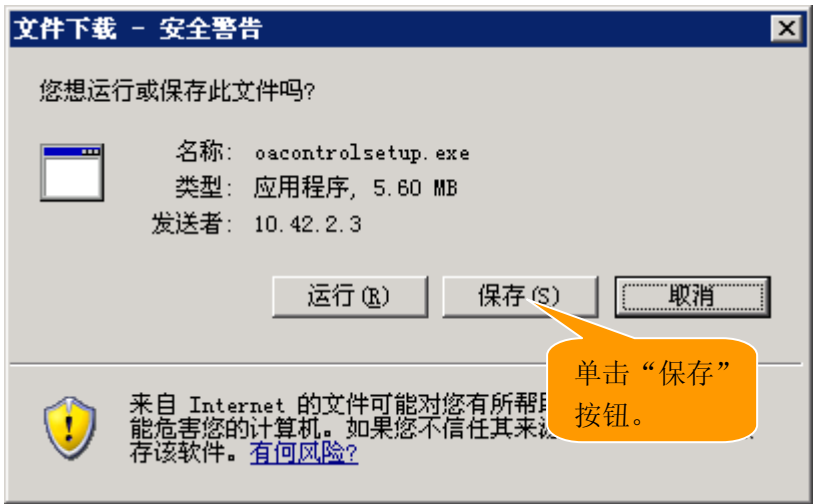 文件下载 - 安全警告
您想运行或保存此文件吗?
名称: oacontrolsetup.exe
类型: 应用程序, 5.60 MB
发送者: 10.42.2.3
运行(R) 保存(S) 取消
单击“保存”
按钮。
来自 Internet 的文件可能对您有所帮
能危害您的计算机。如果您不信任其来
存该软件。有何风险?